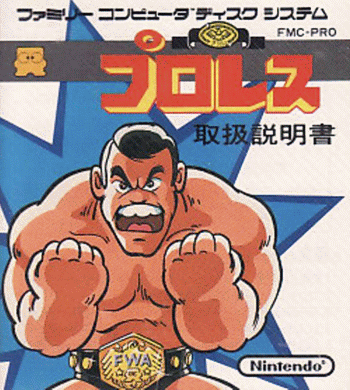 ファミリー コンピュータ ディスク システム
FMC-PRO
プロレス
取扱説明書
FWA
Nintendo